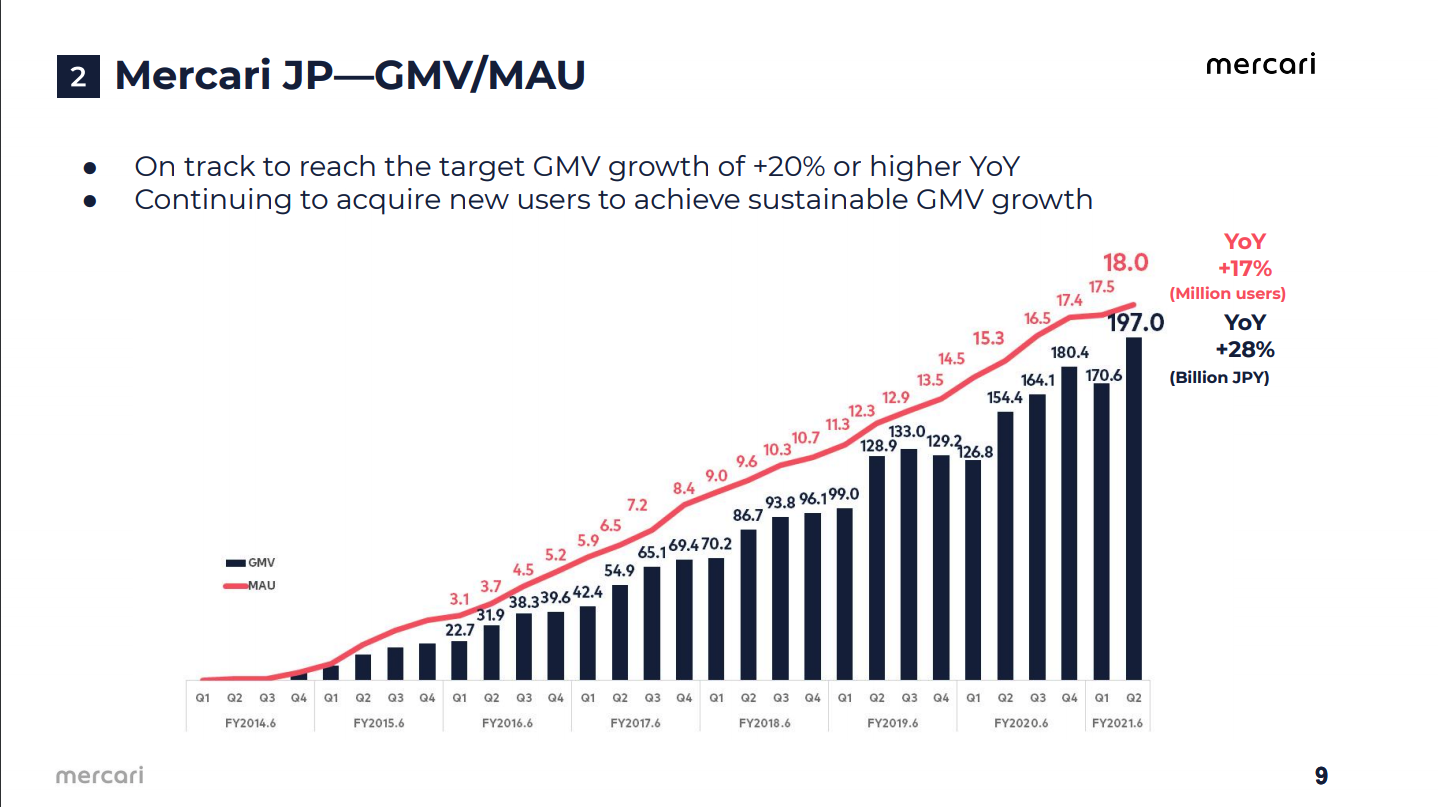 2 Mercari JP—GMV/MAU
mercari
● On track to reach the target GMV growth of +20% or higher YoY
● Continuing to acquire new users to achieve sustainable GMV growth
YoY
+17%
(Million users)
YoY
+28%
(Billion JPY)
3.1 3.7 4.5 5.2 5.9 6.5 7.2 8.4 9.0 9.6 10.3 10.7 11.3 12.3 12.9 13.5 14.5 15.3 16.5 17.4 17.5 18.0
22.7 31.9 38.3 39.6 42.4 54.9 65.1 69.4 70.2 86.7 93.8 96.1 99.0 128.9 133.0 129.2 126.8 154.4 164.1 180.4 170.6 197.0
GMV
MAU
Q1 Q2 Q3 Q4 Q1 Q2 Q3 Q4 Q1 Q2 Q3 Q4 Q1 Q2 Q3 Q4 Q1 Q2 Q3 Q4 Q1 Q2 Q3 Q4 Q1 Q2 Q3 Q4 Q1 Q2
FY2014.6 FY2015.6 FY2016.6 FY2017.6 FY2018.6 FY2019.6 FY2020.6 FY2021.6
mercari
9